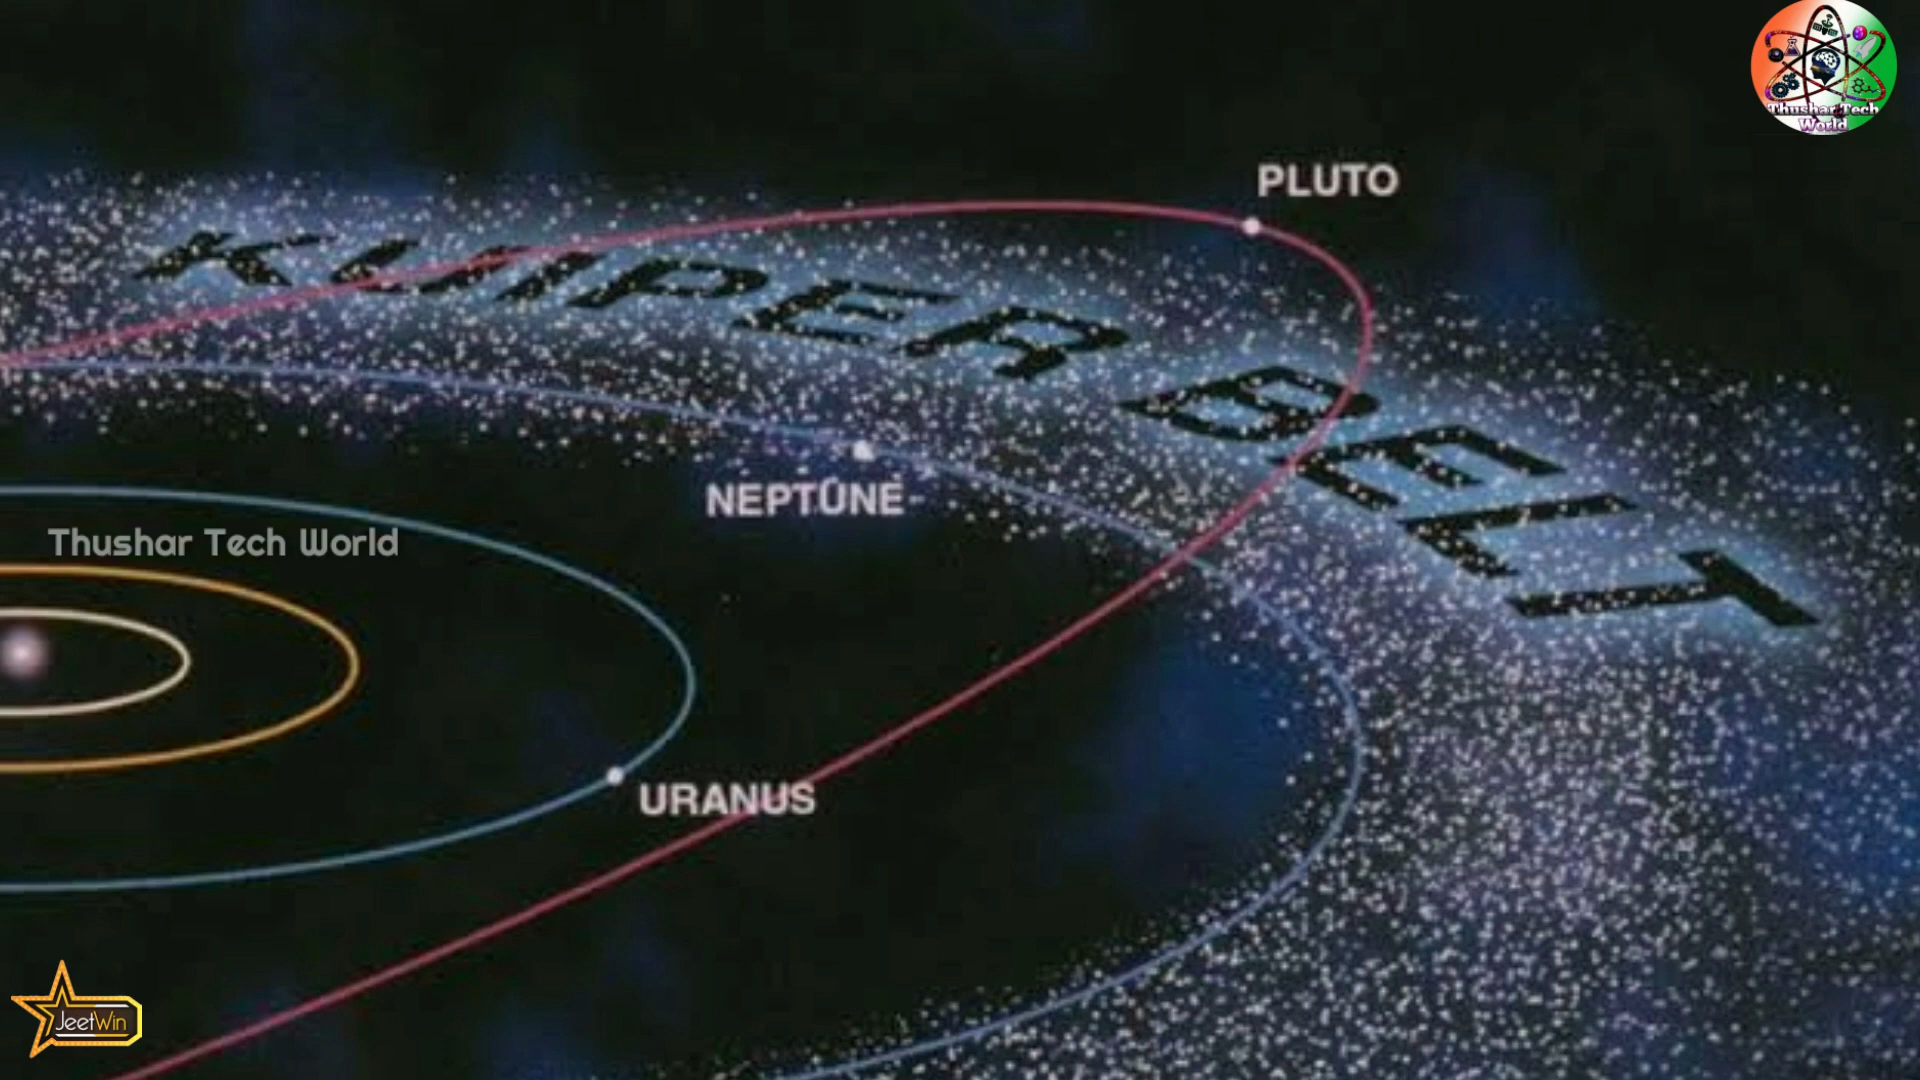 Thushar Tech
World
PLUTO
KUIPER BELT
NEPTUNE
Thushar Tech World
URANUS
JeetWin